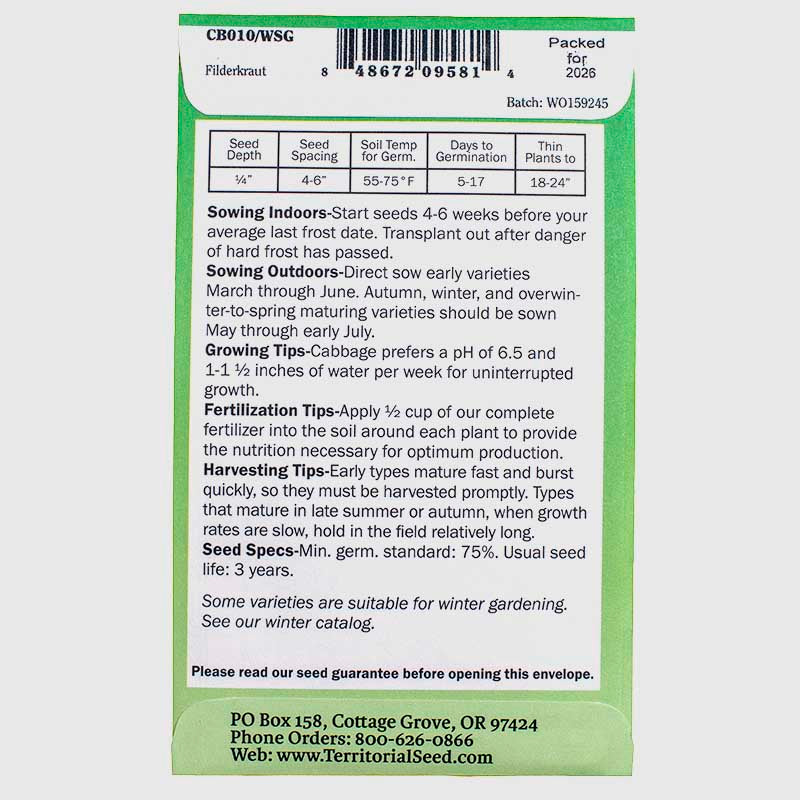 CB010/WSG
Filderkraut
8 48672 09581 4
Packed
for
2026
Batch: WO159245
Seed Depth Seed Spacing Soil Temp for Germ. Days to Germination Thin Plants to
¼" 4-6" 55-75°F 5-17 18-24"
Sowing Indoors-Start seeds 4-6 weeks before your
average last frost date. Transplant out after danger
of hard frost has passed.
Sowing Outdoors-Direct sow early varieties
March through June. Autumn, winter, and overwin-
ter-to-spring maturing varieties should be sown
May through early July.
Growing Tips-Cabbage prefers a pH of 6.5 and
1-1 ½ inches of water per week for uninterrupted
growth.
Fertilization Tips-Apply ½ cup of our complete
fertilizer into the soil around each plant to provide
the nutrition necessary for optimum production.
Harvesting Tips-Early types mature fast and burst
quickly, so they must be harvested promptly. Types
that mature in late summer or autumn, when growth
rates are slow, hold in the field relatively long.
Seed Specs-Min. germ. standard: 75%. Usual seed
life: 3 years.
Some varieties are suitable for winter gardening.
See our winter catalog.
Please read our seed guarantee before opening this envelope.
PO Box 158, Cottage Grove, OR 97424
Phone Orders: 800-626-0866
Web: www.TerritorialSeed.com